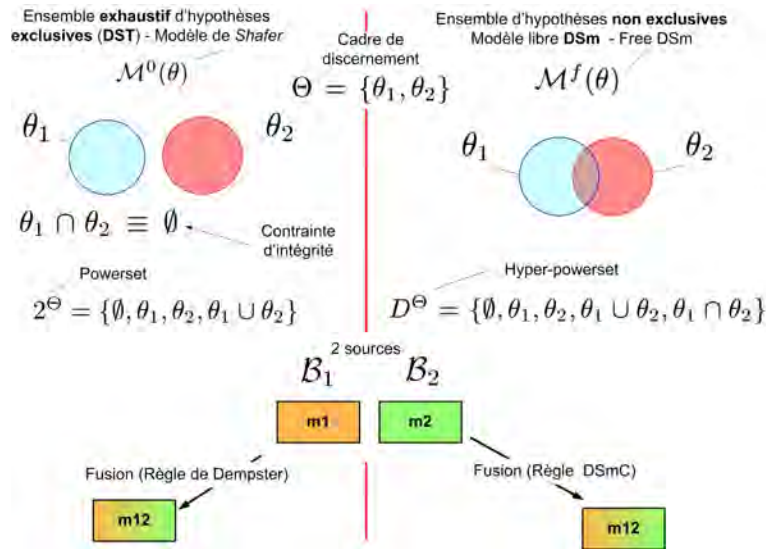 Ensemble exhaustif d'hypothèses
exclusives (DST) - Modèle de Shafer
M⁰(θ)
θ₁
θ₂
θ₁ ∩ θ₂ ≡ ∅
Contrainte
d'intégrité
Powerset
2^Θ = {∅, θ₁, θ₂, θ₁ ∪ θ₂}
Cadre de
discernement
Θ = {θ₁, θ₂}
Ensemble d'hypothèses non exclusives
Modèle libre DSm - Free DSm
M^f(θ)
θ₁
θ₂
Hyper-powerset
D^Θ = {∅, θ₁, θ₂, θ₁ ∪ θ₂, θ₁ ∩ θ₂}
2 sources
B₁
B₂
m1
m2
Fusion (Règle de Dempster)
Fusion (Règle DSmC)
m12
m12